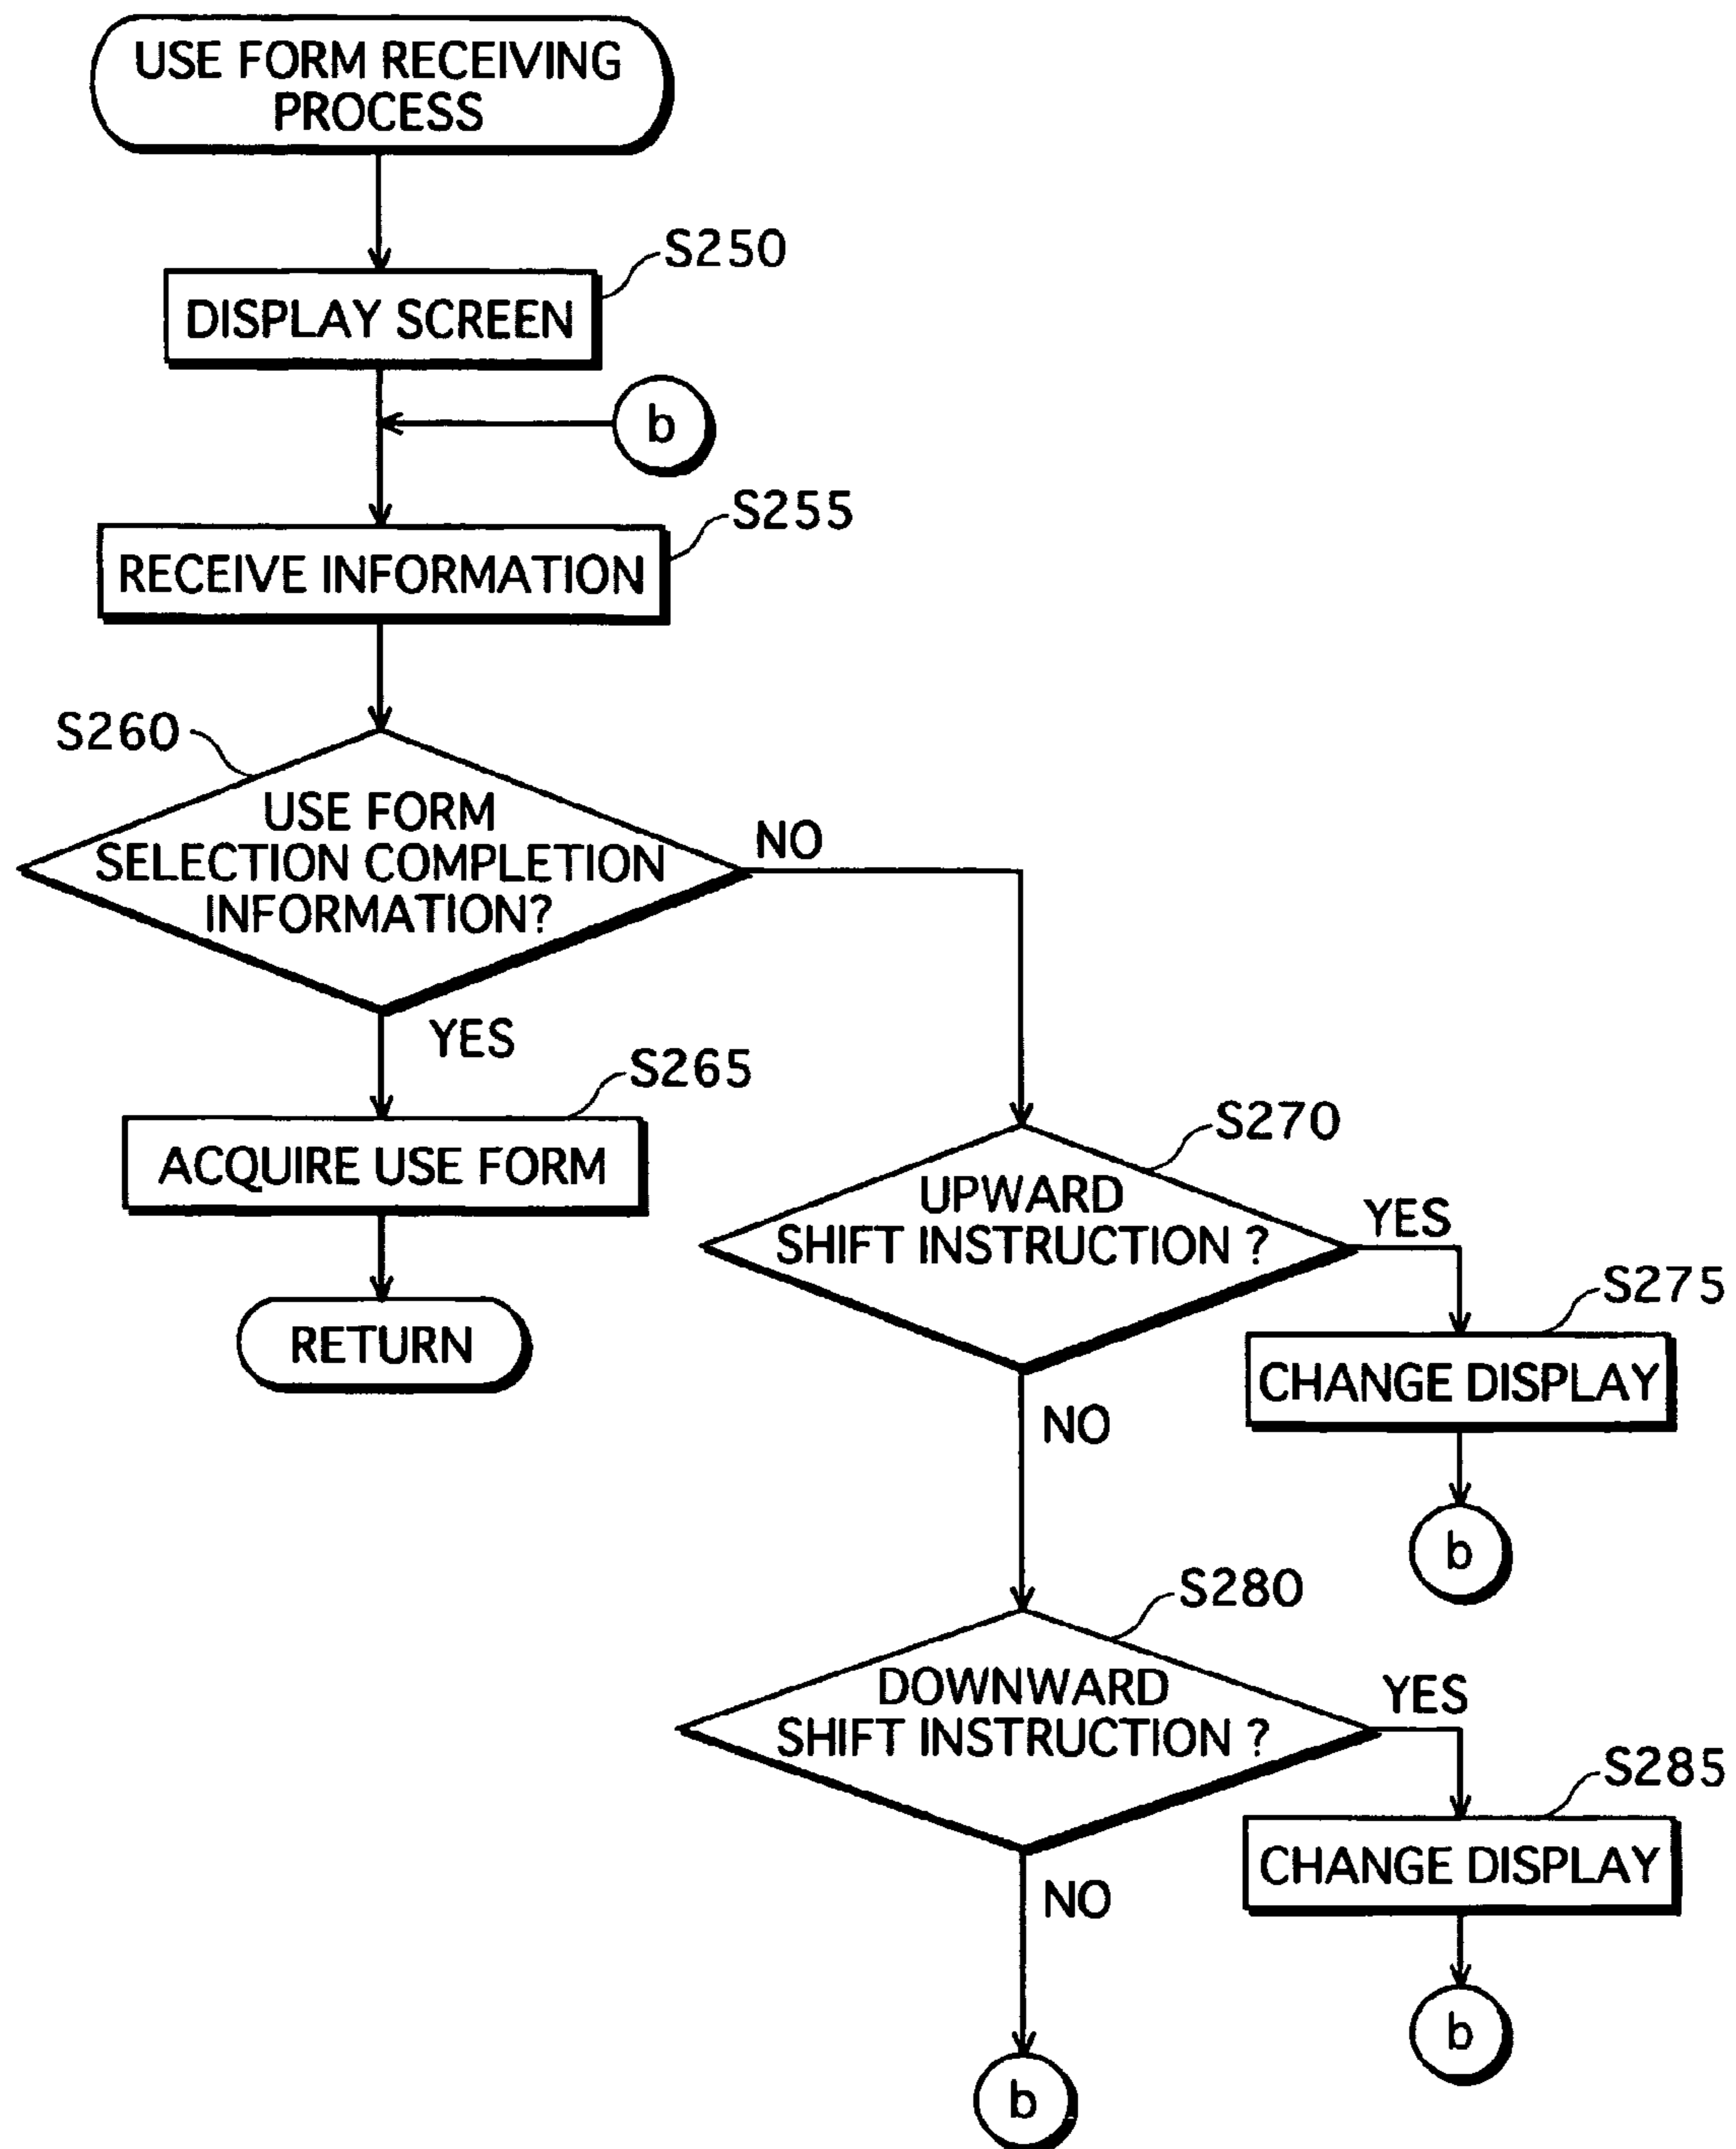 USE FORM RECEIVING
PROCESS
S250
DISPLAY SCREEN
b
S255
RECEIVE INFORMATION
S260
USE FORM
SELECTION COMPLETION
INFORMATION?
NO
YES
S265
ACQUIRE USE FORM
RETURN
S270
UPWARD
SHIFT INSTRUCTION ?
YES
S275
CHANGE DISPLAY
b
NO
S280
DOWNWARD
SHIFT INSTRUCTION ?
YES
S285
CHANGE DISPLAY
b
NO
b